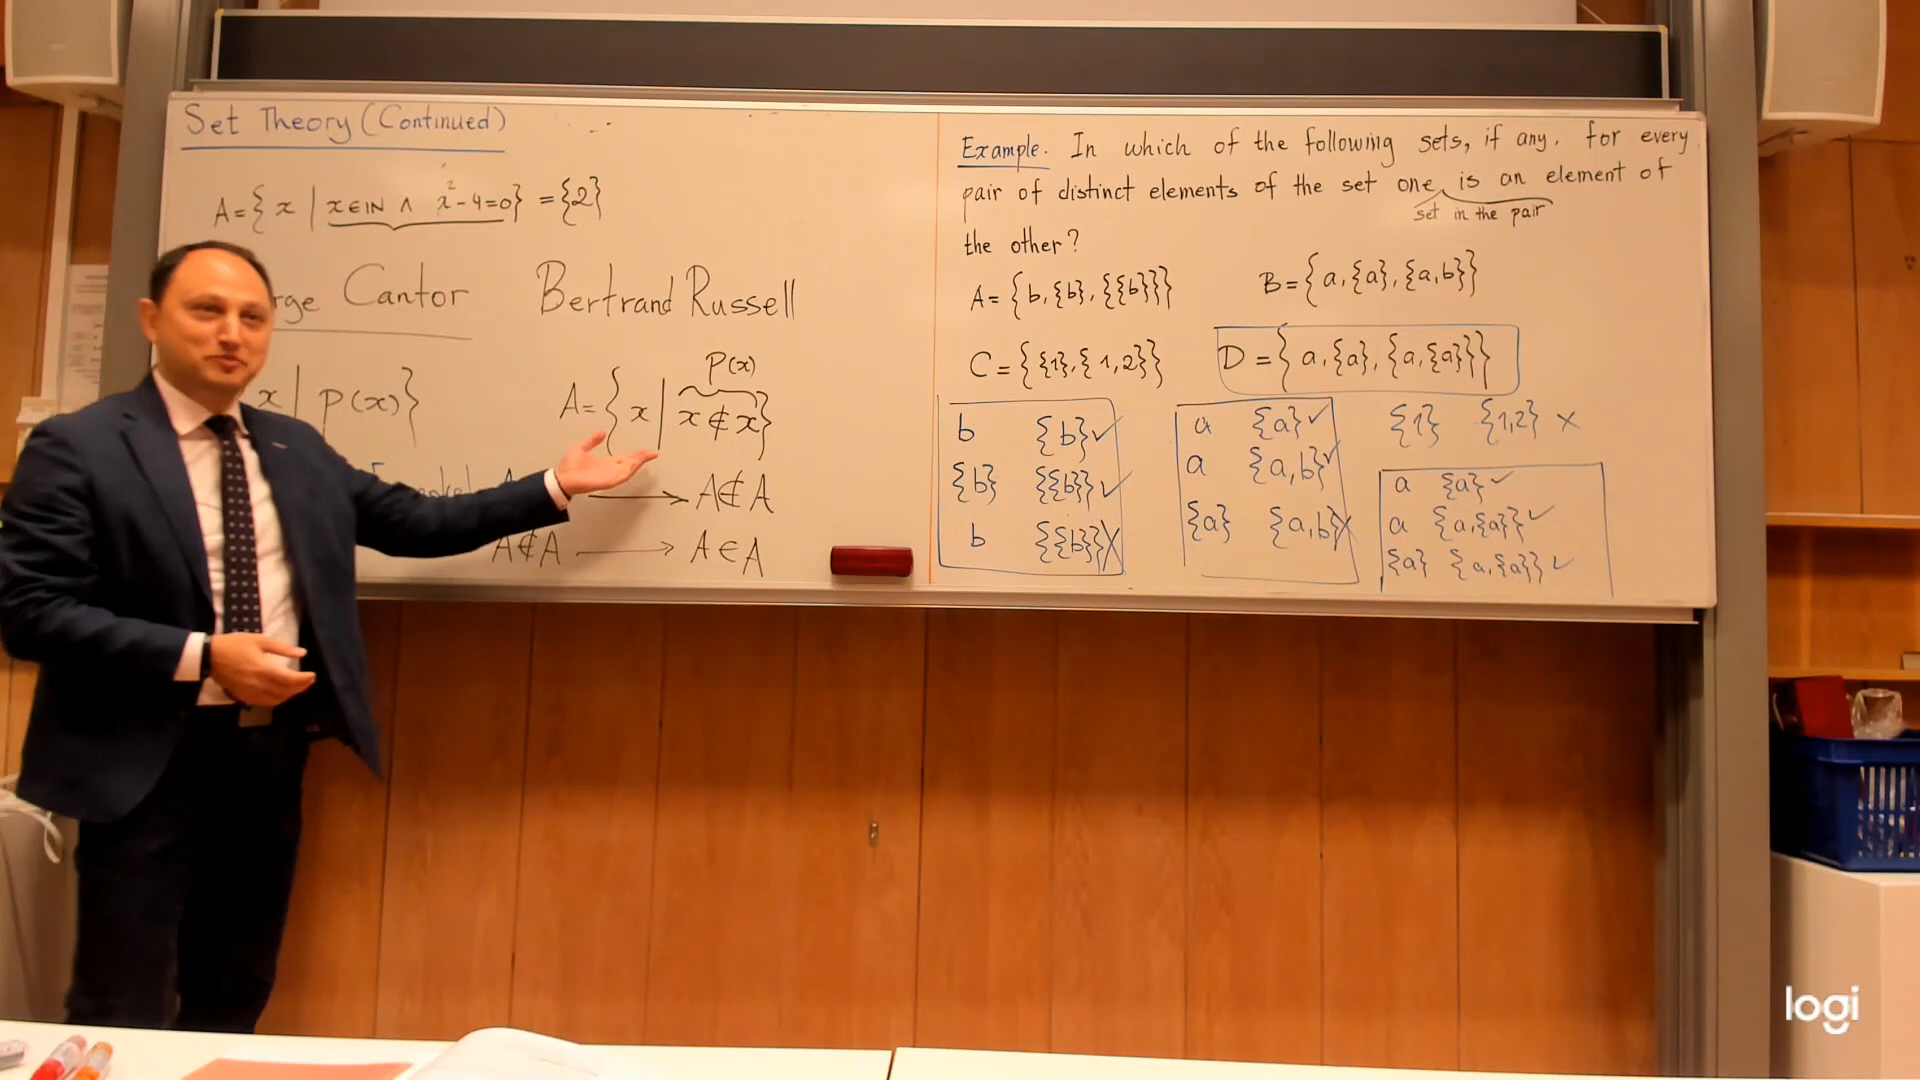 Set Theory (Continued)
A={ x | x∈ℕ ∧ x²-4=0} = {2}
Cantor Bertrand Russell
x | P(x)}
P(x)
A={ x | x∉x}
→ A∉A
A∉A → A∈A
Example. In which of the following sets, if any, for every
pair of distinct elements of the set one is an element of
set in the pair
the other?
A = {b, {b}, {{b}}} B = {a, {a}, {a,b}}
C = {{1}, {1,2}} D = {a, {a}, {a, {a}}}
b {b} ✓
{b} {{b}} ✓
b {{b}} X
a {a} ✓
a {a,b} ✓
{a} {a,b} X
{1} {1,2} X
a {a} ✓
a {a,{a}} ✓
{a} {a,{a}} ✓
logi